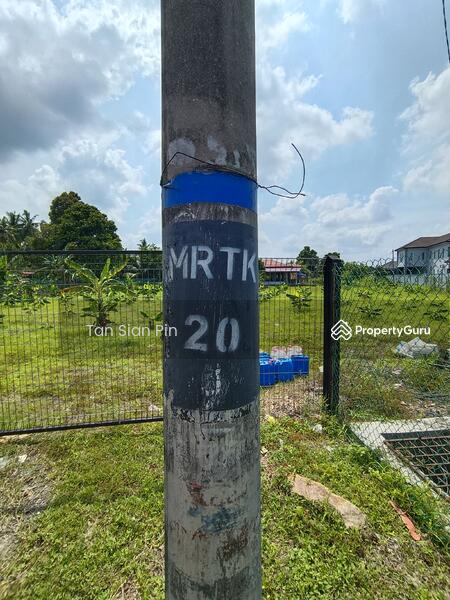 MRTK
20
Tan Sian Pin
PropertyGuru